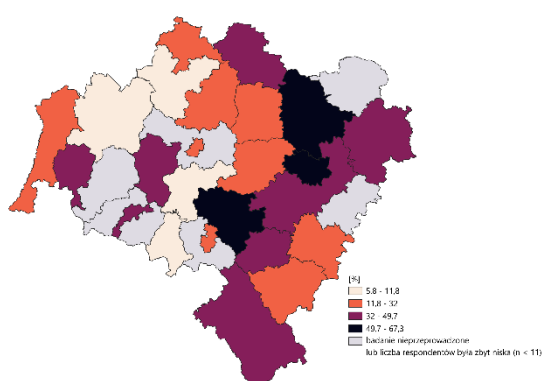 [%]
5,8 - 11,8
11,8 - 32
32 - 49,7
49,7 - 67,3
badanie nieprzeprowadzone
lub liczba respondentów była zbyt niska (n < 11)